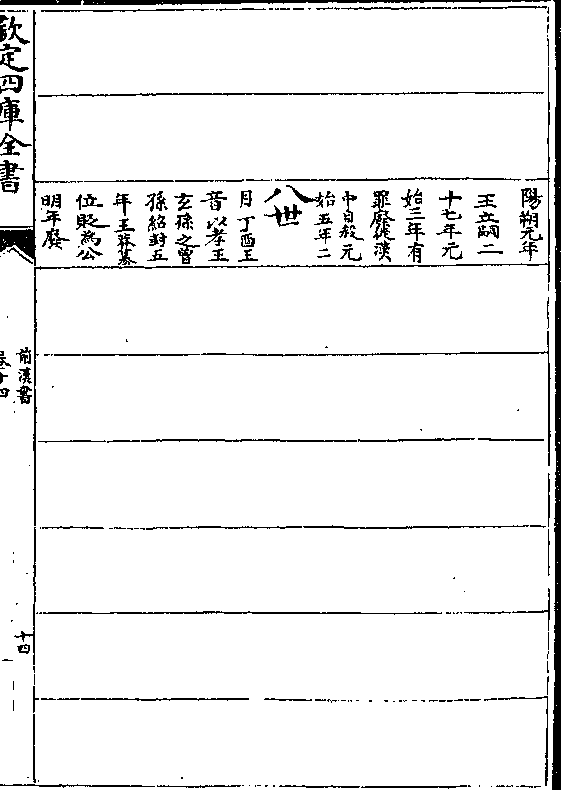 陽朔元年
王立嗣二
十七年元
始三年有
罪廢徙漢
中自殺元
始五年二
八世
月丁酉王
音以孝王
玄孫之曾
孫紹封五
年王莽篡
位貶為公
明年廢
欽定四庫全書
前漢書
卷十四
十四